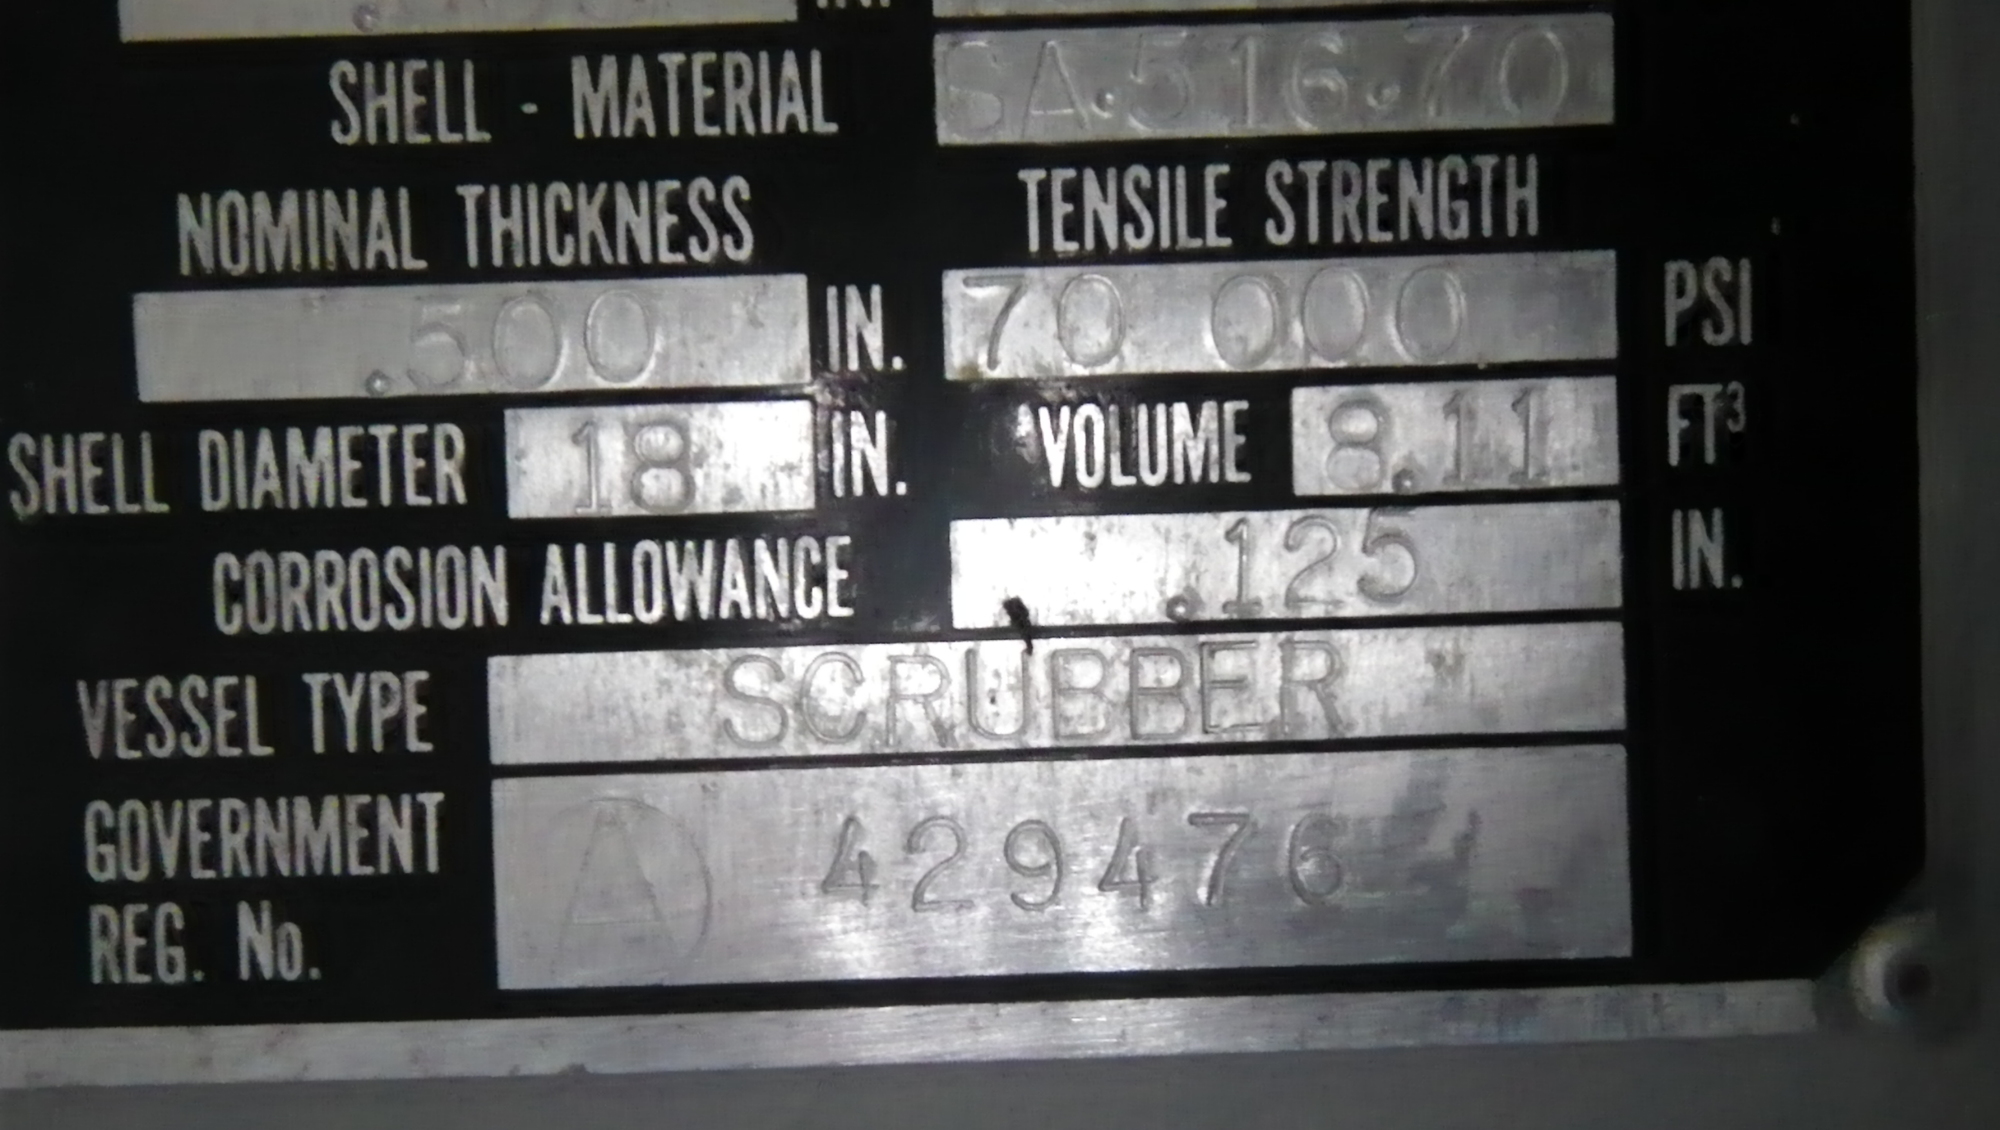 IN.
SHELL - MATERIAL SA.516.70
NOMINAL THICKNESS TENSILE STRENGTH
.500 IN. 70 000 PSI
SHELL DIAMETER 18 IN. VOLUME 8.11 FT³
CORROSION ALLOWANCE .125 IN.
VESSEL TYPE SCRUBBER
GOVERNMENT
REG. No. A 429476